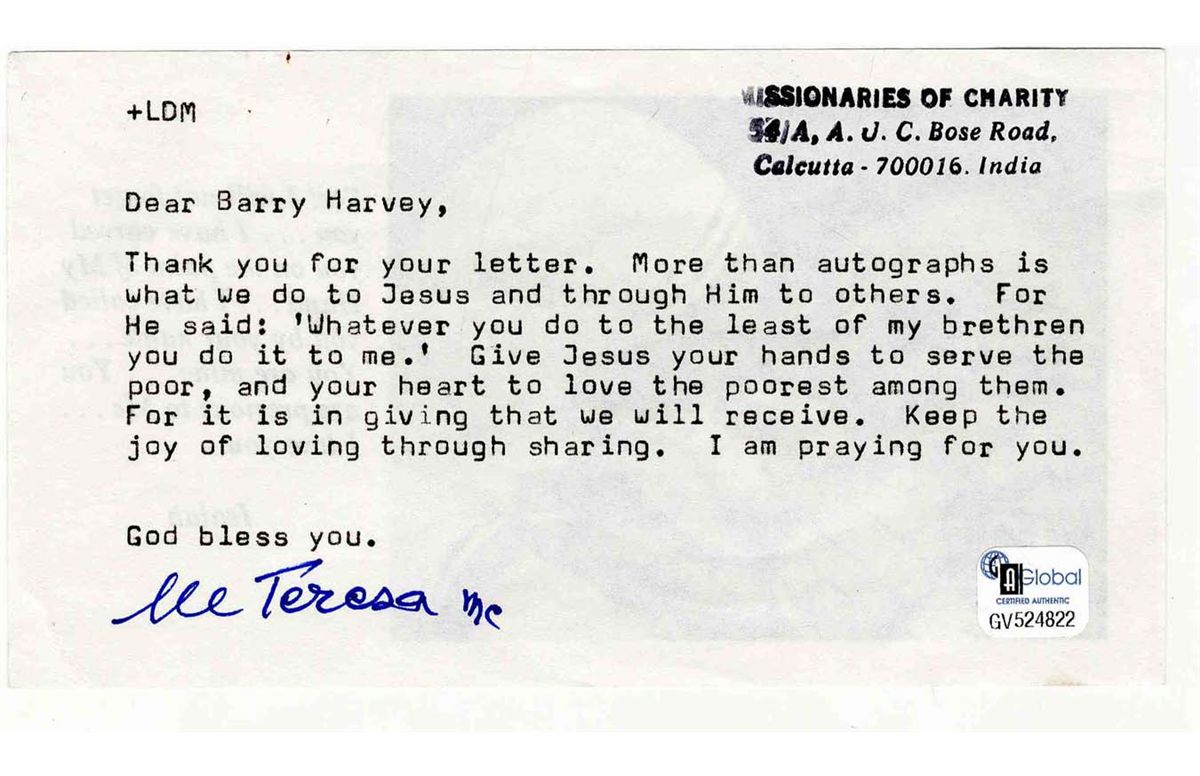 +LDM
MISSIONARIES OF CHARITY
54/A, A. J. C. Bose Road,
Calcutta - 700016. India
Dear Barry Harvey,
Thank you for your letter. More than autographs is
what we do to Jesus and through Him to others. For
He said: 'Whatever you do to the least of my brethren
you do it to me.' Give Jesus your hands to serve the
poor, and your heart to love the poorest among them.
For it is in giving that we will receive. Keep the
joy of loving through sharing. I am praying for you.
God bless you.
Teresa mc
GA Global
CERTIFIED AUTHENTIC
GV524822